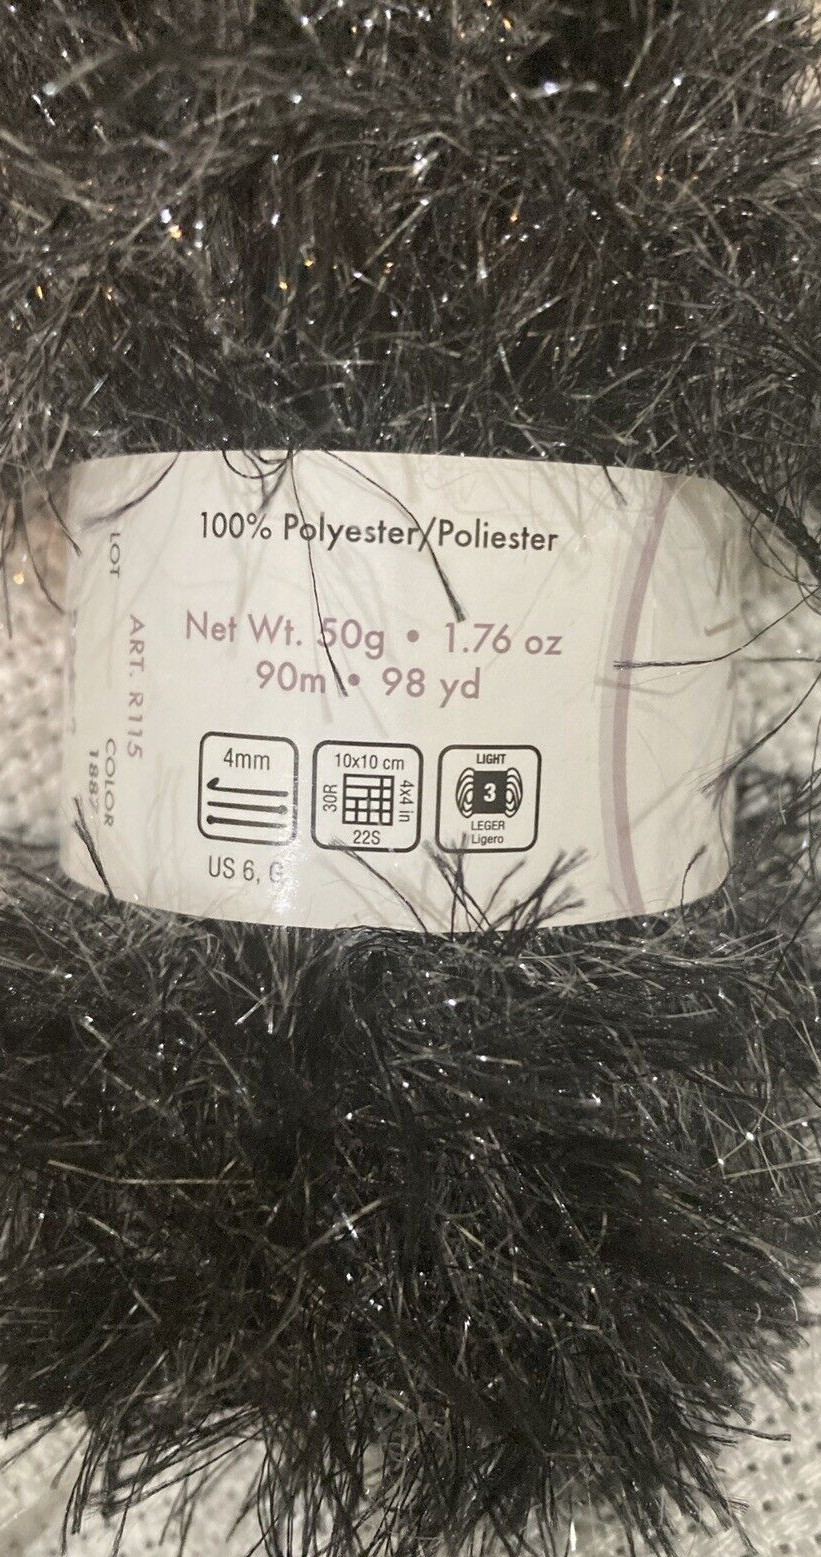 100% Polyester/Poliester
Net Wt. 50g • 1.76 oz
90m • 98 yd
4mm
US 6, G
10x10 cm
30R
4x4 in
22S
LIGHT
3
LEGER
Ligero
LOT
ART. R115
COLOR
1887